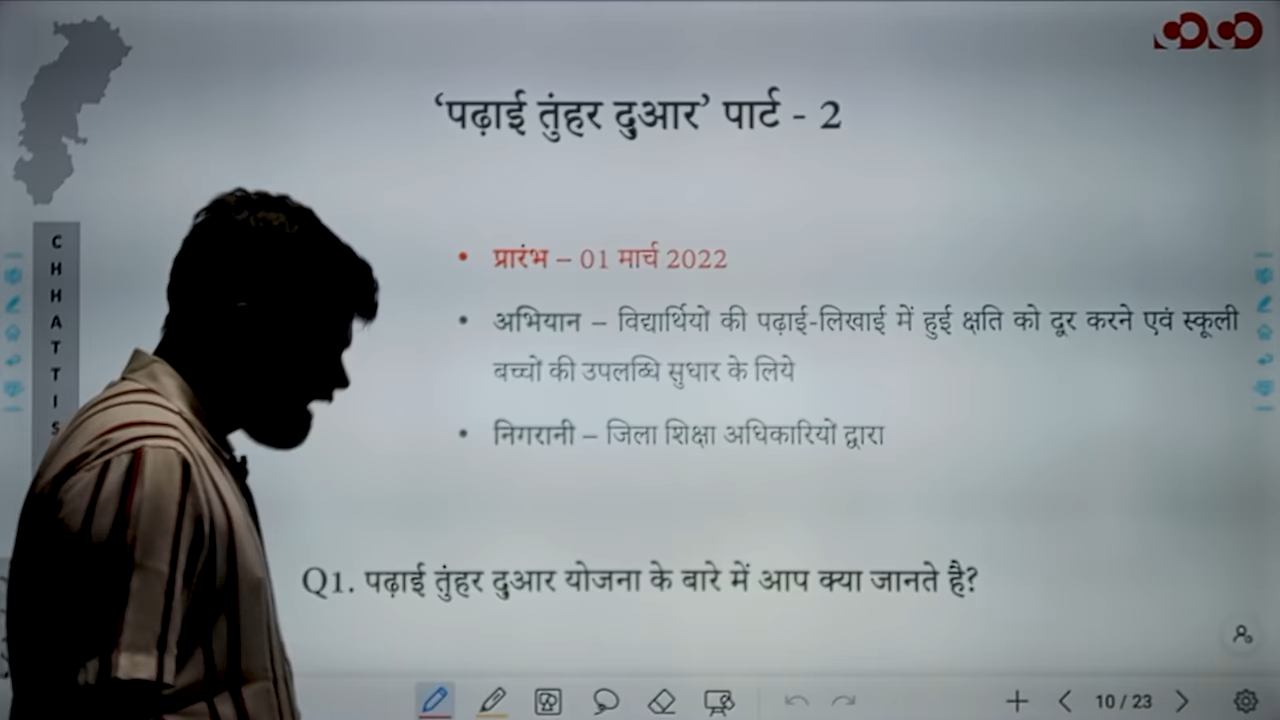 'पढ़ाई तुंहर दुआर' पार्ट - 2
• प्रारंभ – 01 मार्च 2022
• अभियान – विद्यार्थियों की पढ़ाई-लिखाई में हुई क्षति को दूर करने एवं स्कूली
बच्चों की उपलब्धि सुधार के लिये
• निगरानी – जिला शिक्षा अधिकारियों द्वारा
Q1. पढ़ाई तुंहर दुआर योजना के बारे में आप क्या जानते है?
CHHATTIS
10 / 23